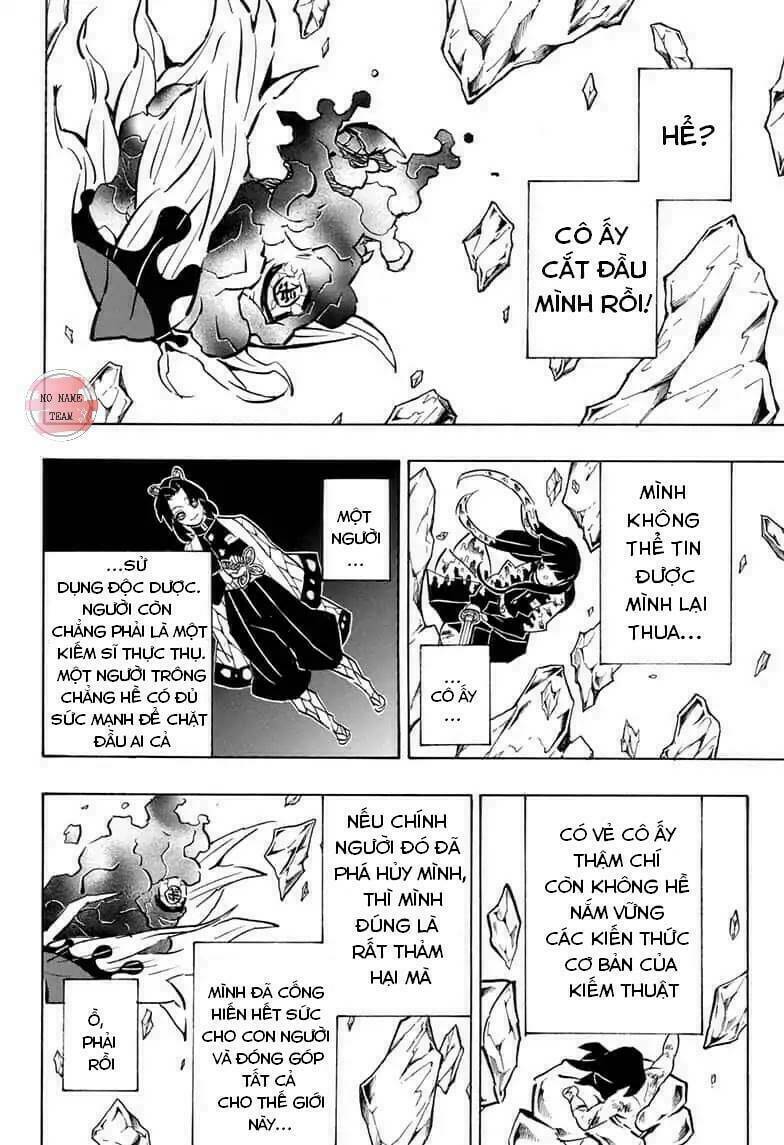 HỂ?
CÔ ẤY
CẮT ĐẦU
MÌNH RỒI!
NO NAME
TEAM
MÌNH
KHÔNG
THỂ TIN
ĐƯỢC
MÌNH LẠI
THUA...
...
CÔ ẤY
...
MỘT
NGƯỜI
...
...SỬ
DỤNG ĐỘC DƯỢC.
NGƯỜI CÒN
CHẲNG PHẢI LÀ MỘT
KIẾM SĨ THỰC THỤ.
MỘT NGƯỜI TRÔNG
CHẲNG HỀ CÓ ĐỦ
SỨC MẠNH ĐỂ CHẶT
ĐẦU AI CẢ
CÓ VẺ CÔ ẤY
THẬM CHÍ
CÒN KHÔNG HỀ
NẮM VỮNG
CÁC KIẾN THỨC
CƠ BẢN CỦA
KIẾM THUẬT
NẾU CHÍNH
NGƯỜI ĐÓ ĐÃ
PHÁ HỦY MÌNH,
THÌ MÌNH
ĐÚNG LÀ
RẤT THẢM
HẠI MÀ
MÌNH ĐÃ CỐNG
HIẾN HẾT SỨC
CHO CON NGƯỜI
VÀ ĐÓNG GÓP
TẤT CẢ
CHO THẾ GIỚI
NÀY...
Ồ,
PHẢI
RỒI